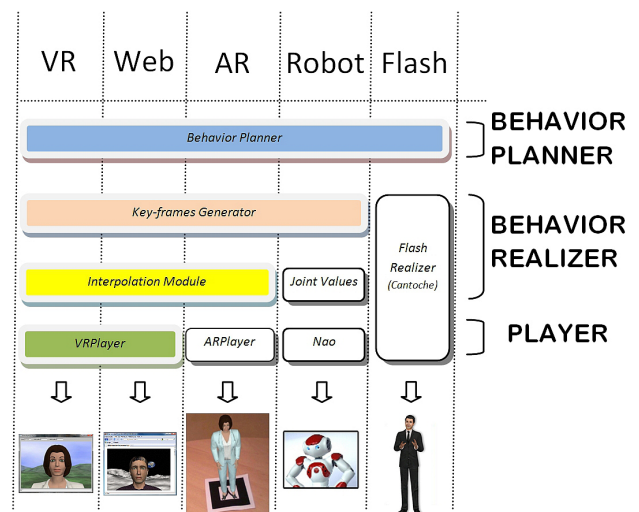 VR Web AR Robot Flash
Behavior Planner
BEHAVIOR
PLANNER
Key-frames Generator
Flash
Realizer
(Cantoche)
BEHAVIOR
REALIZER
Interpolation Module
Joint Values
VRPlayer
ARPlayer
Nao
PLAYER